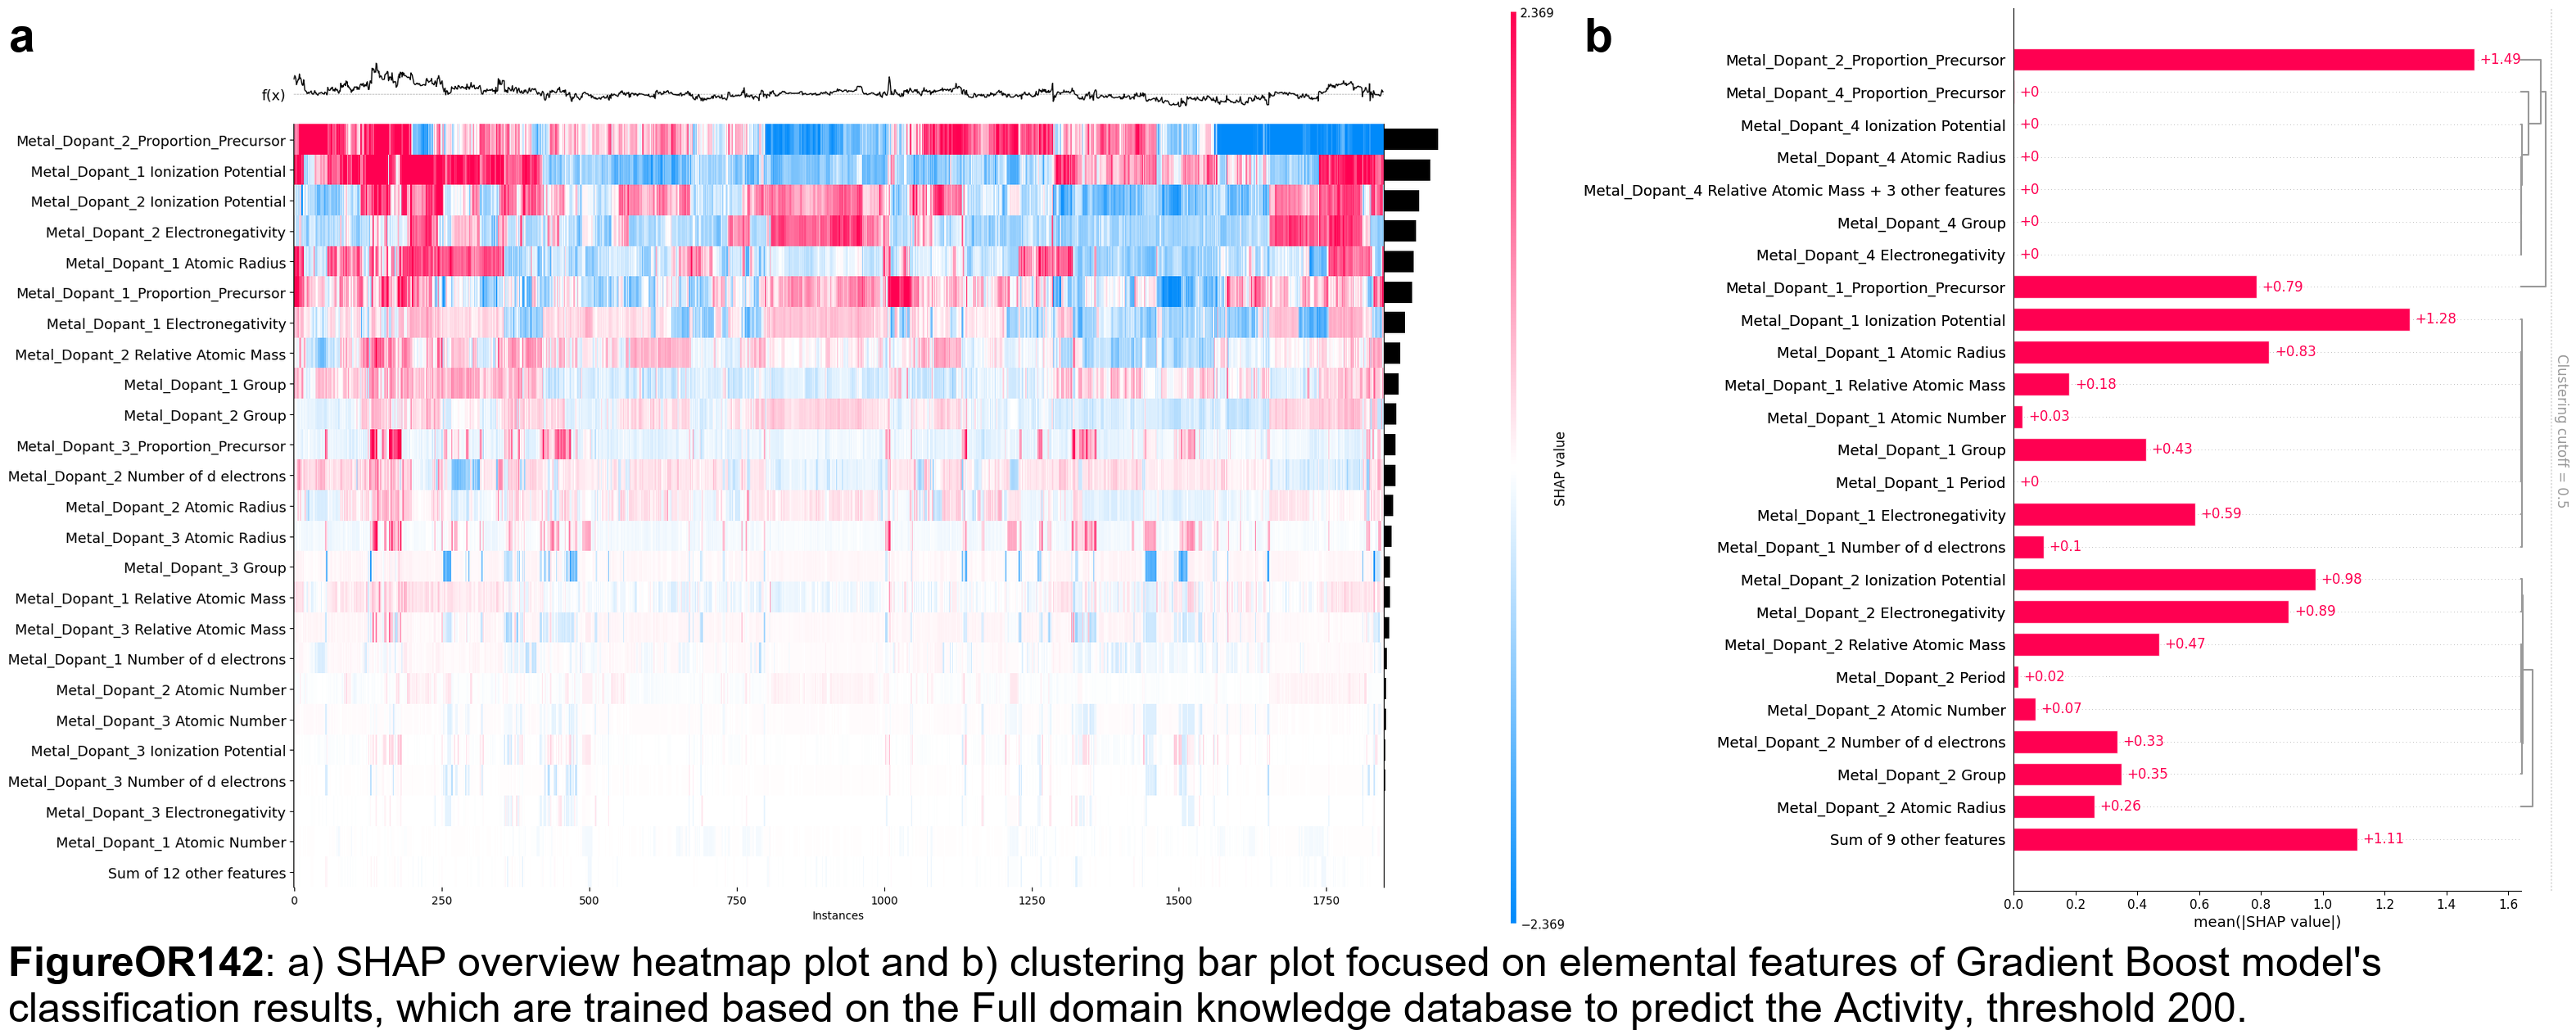 a
f(x)
Metal_Dopant_2_Proportion_Precursor
Metal_Dopant_1 Ionization Potential
Metal_Dopant_2 Ionization Potential
Metal_Dopant_2 Electronegativity
Metal_Dopant_1 Atomic Radius
Metal_Dopant_1_Proportion_Precursor
Metal_Dopant_1 Electronegativity
Metal_Dopant_2 Relative Atomic Mass
Metal_Dopant_1 Group
Metal_Dopant_2 Group
Metal_Dopant_3_Proportion_Precursor
Metal_Dopant_2 Number of d electrons
Metal_Dopant_2 Atomic Radius
Metal_Dopant_3 Atomic Radius
Metal_Dopant_3 Group
Metal_Dopant_1 Relative Atomic Mass
Metal_Dopant_3 Relative Atomic Mass
Metal_Dopant_1 Number of d electrons
Metal_Dopant_2 Atomic Number
Metal_Dopant_3 Atomic Number
Metal_Dopant_3 Ionization Potential
Metal_Dopant_3 Number of d electrons
Metal_Dopant_3 Electronegativity
Metal_Dopant_1 Atomic Number
Sum of 12 other features
0 250 500 750 1000 1250 1500 1750
Instances
2.369
SHAP value
−2.369
b
Metal_Dopant_2_Proportion_Precursor +1.49
Metal_Dopant_4_Proportion_Precursor +0
Metal_Dopant_4 Ionization Potential +0
Metal_Dopant_4 Atomic Radius +0
Metal_Dopant_4 Relative Atomic Mass + 3 other features +0
Metal_Dopant_4 Group +0
Metal_Dopant_4 Electronegativity +0
Metal_Dopant_1_Proportion_Precursor +0.79
Metal_Dopant_1 Ionization Potential +1.28
Metal_Dopant_1 Atomic Radius +0.83
Metal_Dopant_1 Relative Atomic Mass +0.18
Metal_Dopant_1 Atomic Number +0.03
Metal_Dopant_1 Group +0.43
Metal_Dopant_1 Period +0
Metal_Dopant_1 Electronegativity +0.59
Metal_Dopant_1 Number of d electrons +0.1
Metal_Dopant_2 Ionization Potential +0.98
Metal_Dopant_2 Electronegativity +0.89
Metal_Dopant_2 Relative Atomic Mass +0.47
Metal_Dopant_2 Period +0.02
Metal_Dopant_2 Atomic Number +0.07
Metal_Dopant_2 Number of d electrons +0.33
Metal_Dopant_2 Group +0.35
Metal_Dopant_2 Atomic Radius +0.26
Sum of 9 other features +1.11
0.0 0.2 0.4 0.6 0.8 1.0 1.2 1.4 1.6
mean(|SHAP value|)
Clustering cutoff = 0.5
FigureOR142: a) SHAP overview heatmap plot and b) clustering bar plot focused on elemental features of Gradient Boost model's
classification results, which are trained based on the Full domain knowledge database to predict the Activity, threshold 200.